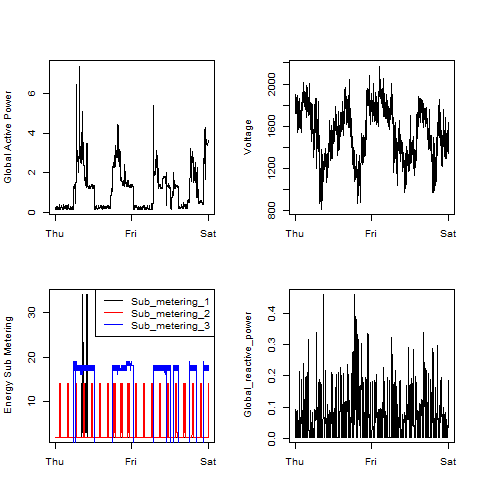 Global Active Power
0 2 4 6
Thu Fri Sat
Voltage
800 1200 1600 2000
Thu Fri Sat
Energy Sub Metering
10 20 30
Sub_metering_1
Sub_metering_2
Sub_metering_3
Thu Fri Sat
Global_reactive_power
0.0 0.1 0.2 0.3 0.4
Thu Fri Sat